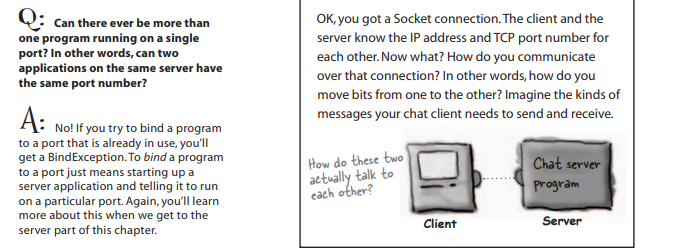 Q: Can there ever be more than
one program running on a single
port? In other words, can two
applications on the same server have
the same port number?
A: No! If you try to bind a program
to a port that is already in use, you'll
get a BindException. To bind a program
to a port just means starting up a
server application and telling it to run
on a particular port. Again, you'll learn
more about this when we get to the
server part of this chapter.
OK, you got a Socket connection. The client and the
server know the IP address and TCP port number for
each other. Now what? How do you communicate
over that connection? In other words, how do you
move bits from one to the other? Imagine the kinds of
messages your chat client needs to send and receive.
How do these two
actually talk to
each other?
Chat server
program
Client
Server